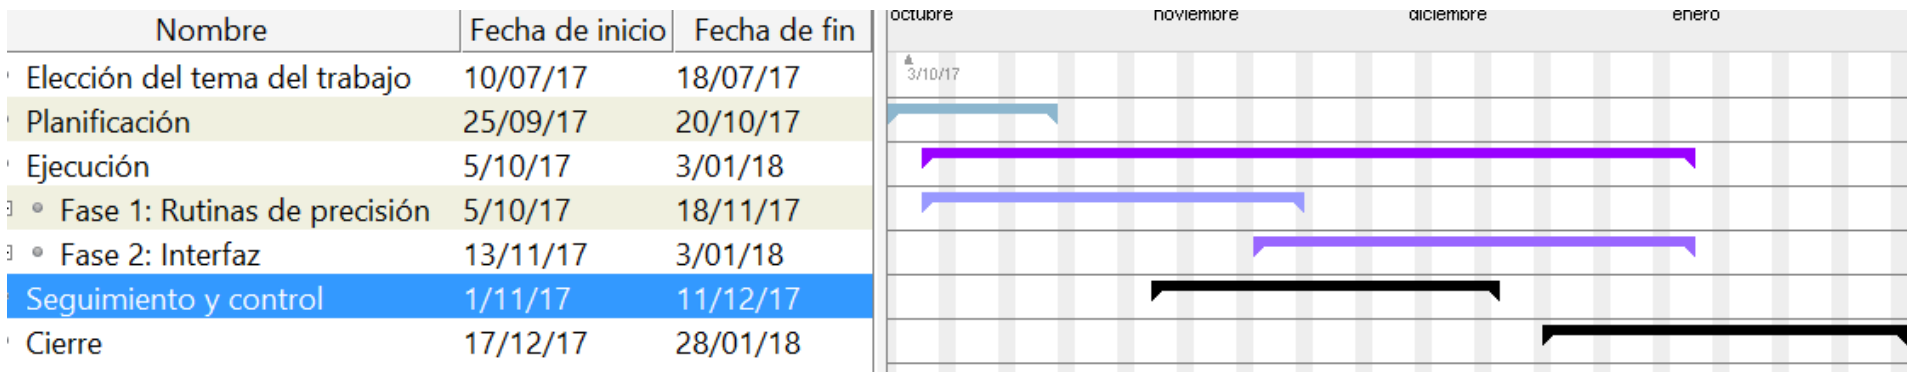 Nombre Fecha de inicio Fecha de fin octubre noviembre diciembre enero
Elección del tema del trabajo 10/07/17 18/07/17 3/10/17
Planificación 25/09/17 20/10/17
Ejecución 5/10/17 3/01/18
Fase 1: Rutinas de precisión 5/10/17 18/11/17
Fase 2: Interfaz 13/11/17 3/01/18
Seguimiento y control 1/11/17 11/12/17
Cierre 17/12/17 28/01/18